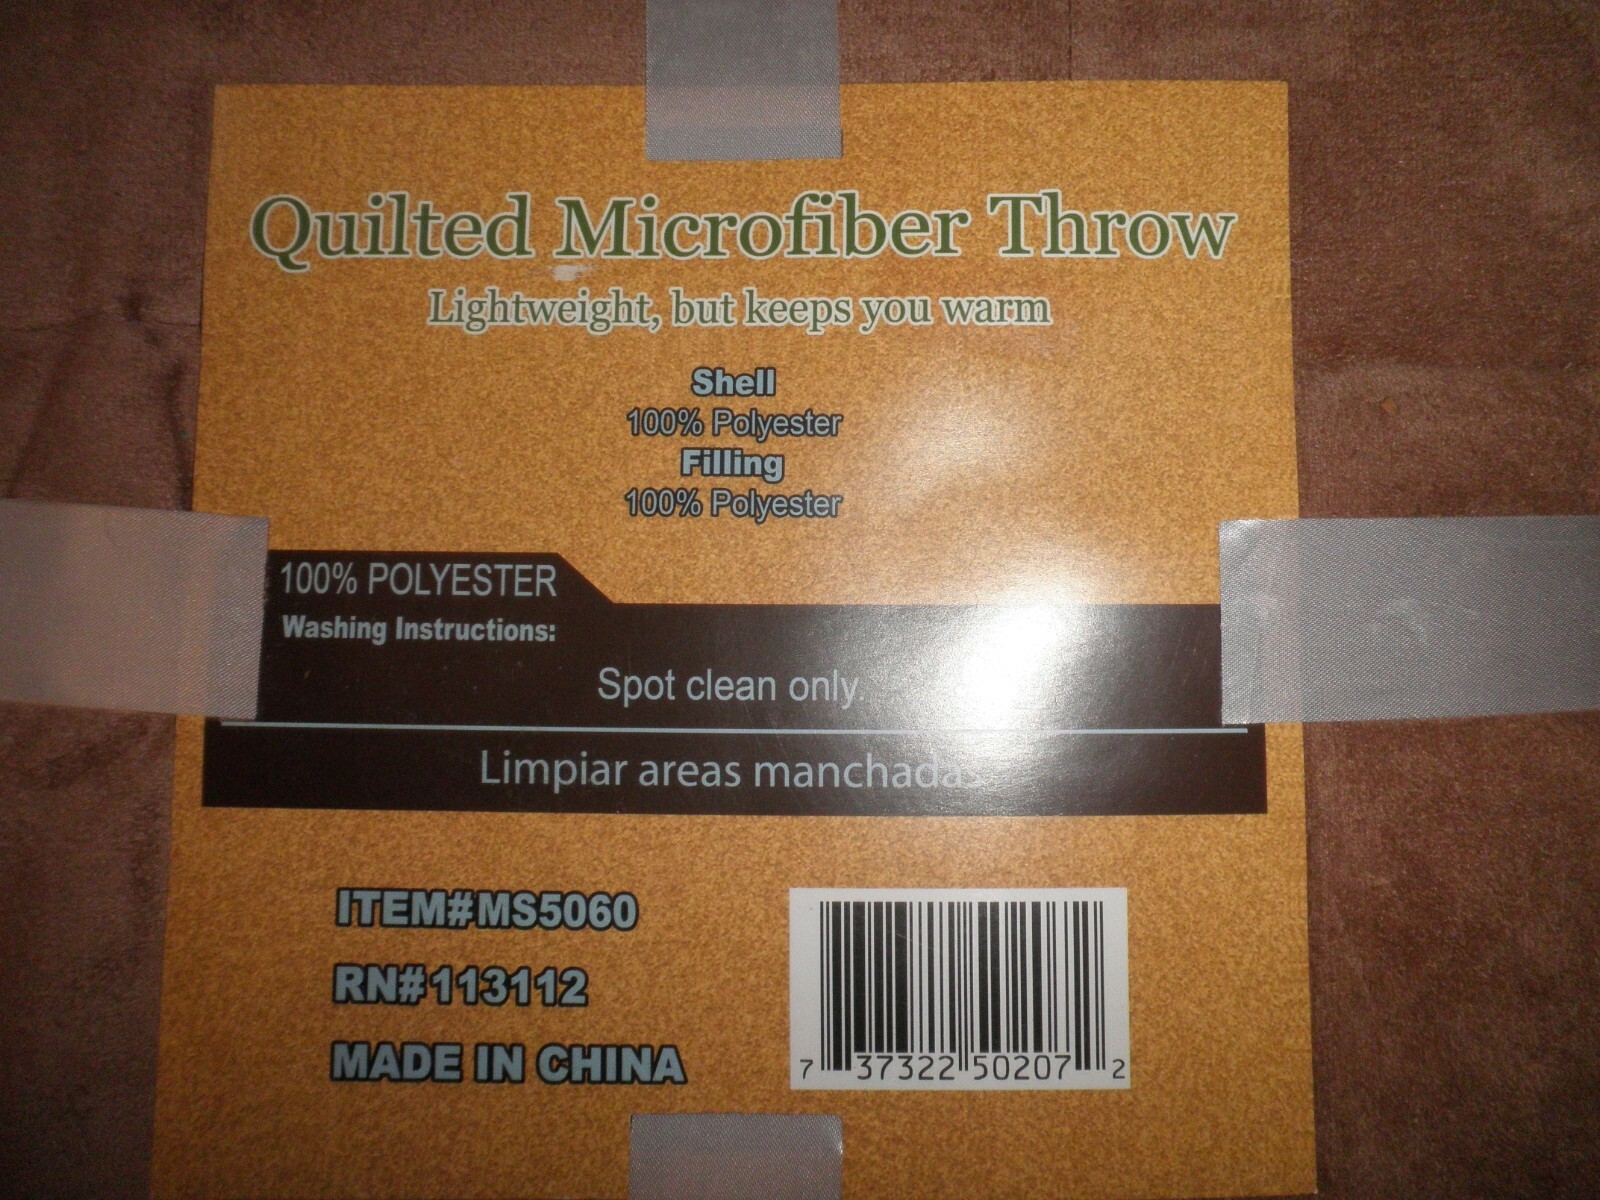 Quilted Microfiber Throw
Lightweight, but keeps you warm
Shell
100% Polyester
Filling
100% Polyester
100% POLYESTER
Washing Instructions:
Spot clean only.
Limpiar areas manchadas
ITEM#MS5060
RN#113112
MADE IN CHINA
7 37322 50207 2